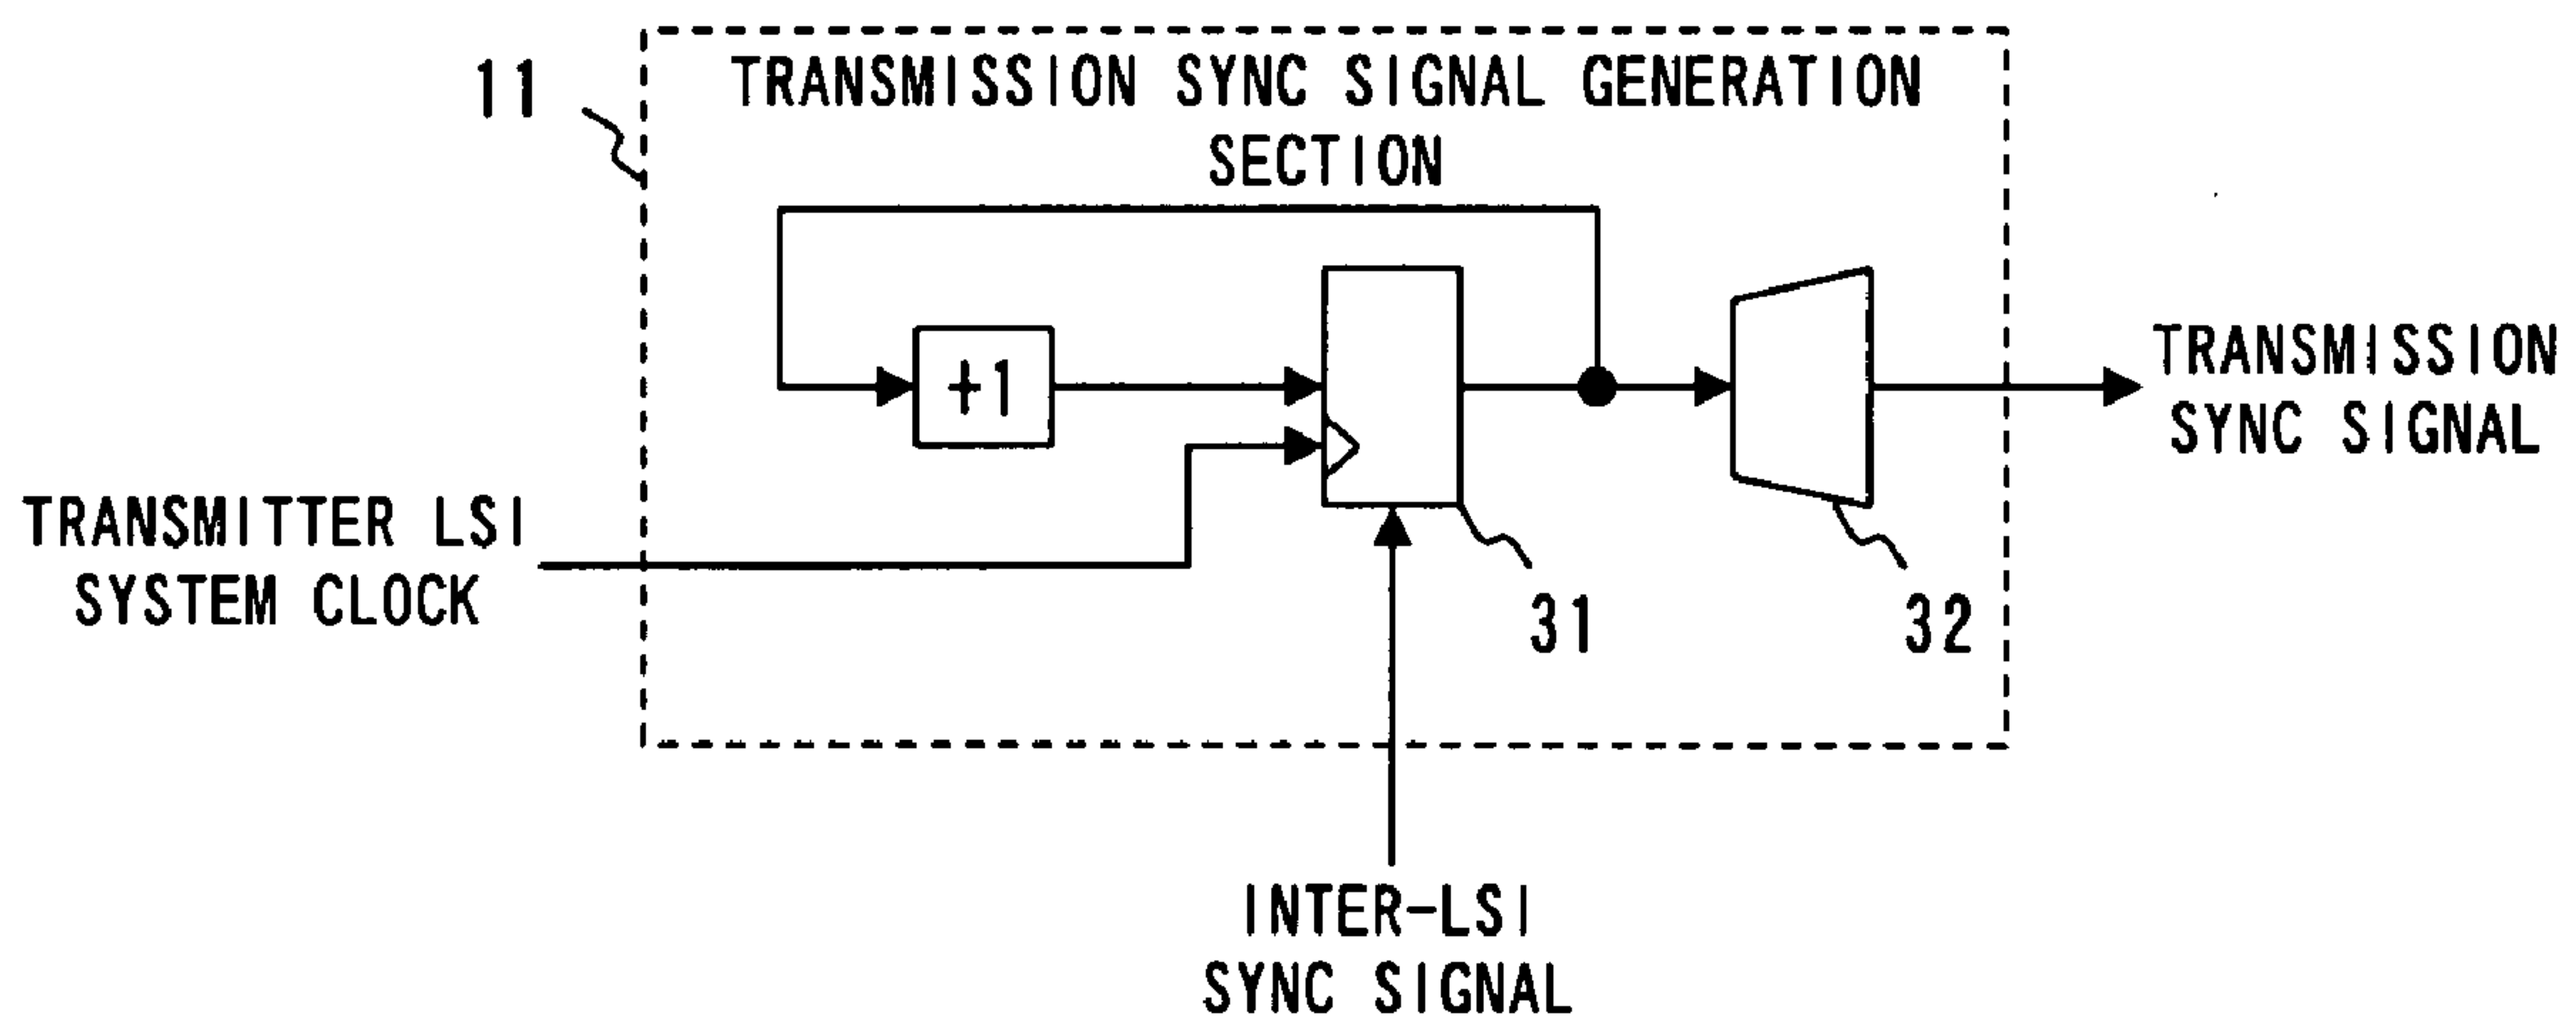 11
TRANSMISSION SYNC SIGNAL GENERATION
SECTION
+1
TRANSMISSION
SYNC SIGNAL
TRANSMITTER LSI
SYSTEM CLOCK
31
32
INTER-LSI
SYNC SIGNAL